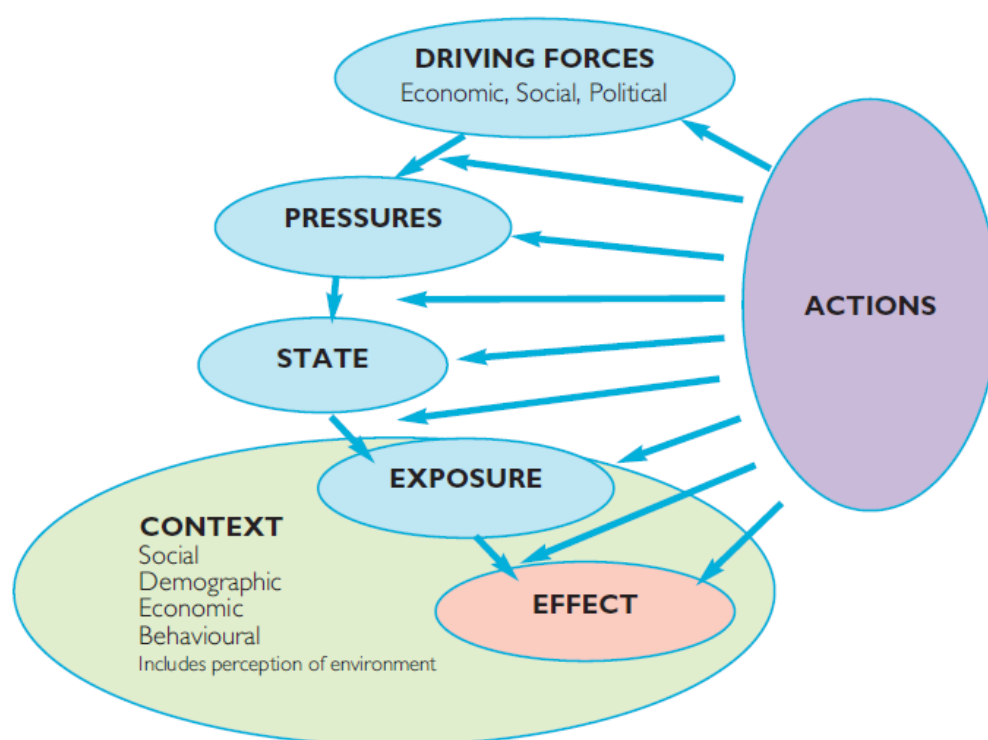 DRIVING FORCES
Economic, Social, Political
PRESSURES
ACTIONS
STATE
EXPOSURE
CONTEXT
Social
Demographic
Economic
Behavioural
Includes perception of environment
EFFECT